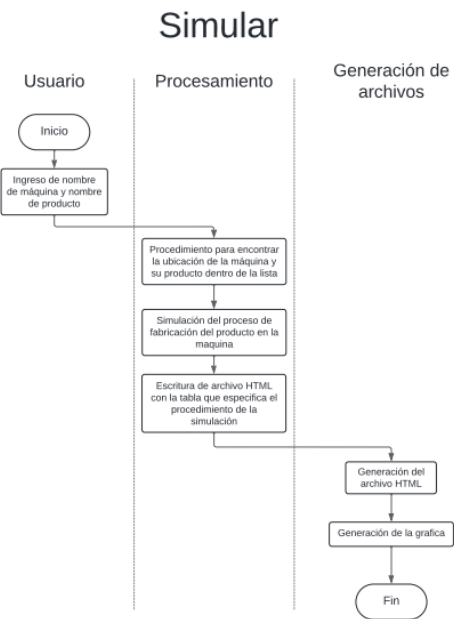 Simular
Usuario
Procesamiento
Generación de
archivos
Inicio
Ingreso de nombre
de máquina y nombre
de producto
Procedimiento para encontrar
la ubicación de la máquina y
su producto dentro de la lista
Simulación del proceso de
fabricación del producto en la
maquina
Escritura de archivo HTML
con la tabla que especifica el
procedimiento de la
simulación
Generación del
archivo HTML
Generación de la grafica
Fin